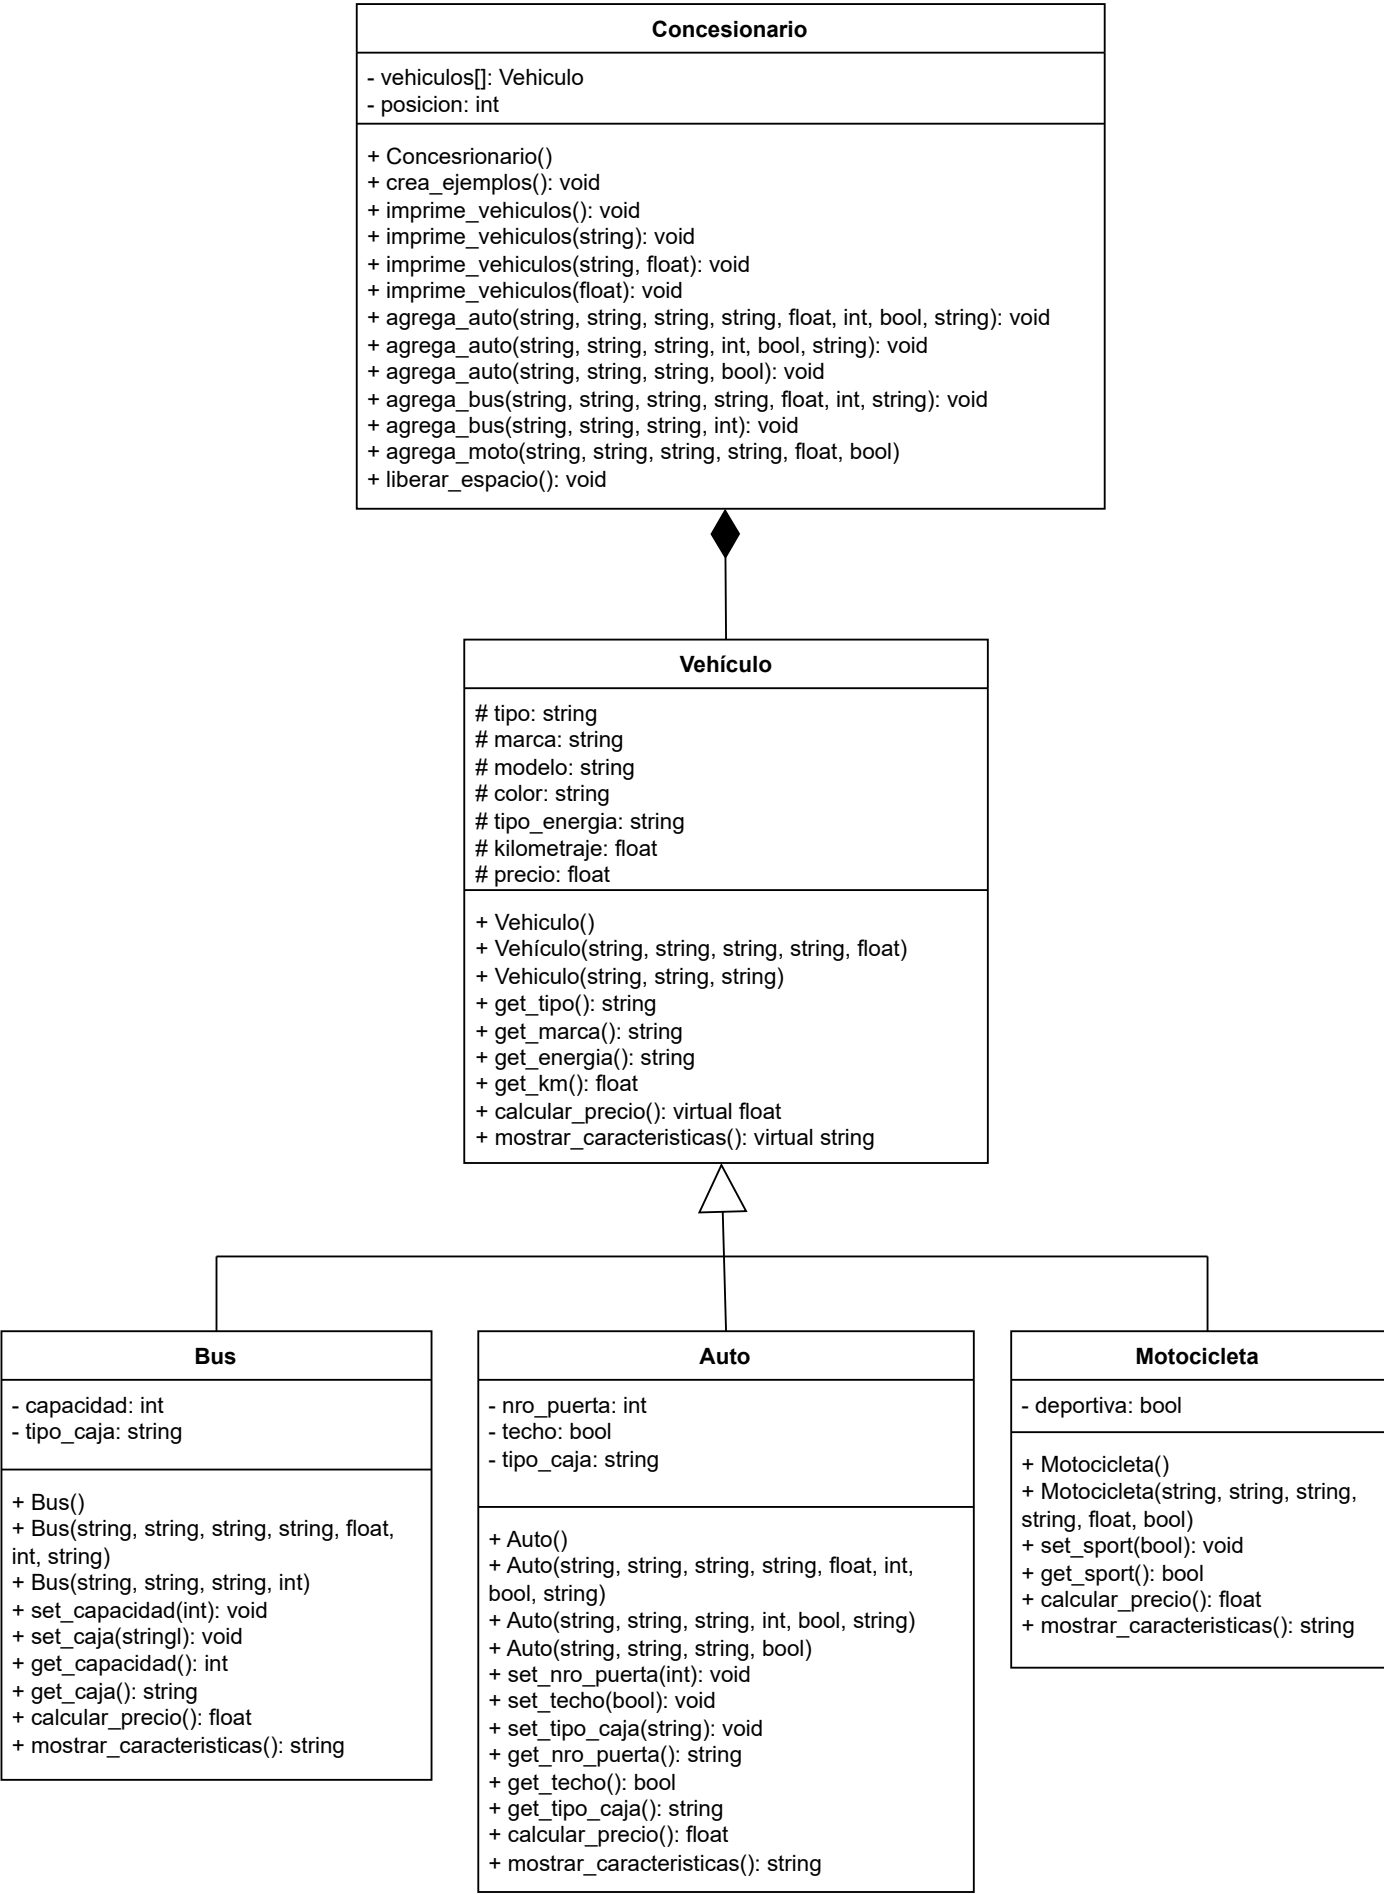 Concesionario
- vehiculos[]: Vehiculo
- posicion: int
+ Concesrionario()
+ crea_ejemplos(): void
+ imprime_vehiculos(): void
+ imprime_vehiculos(string): void
+ imprime_vehiculos(string, float): void
+ imprime_vehiculos(float): void
+ agrega_auto(string, string, string, string, float, int, bool, string): void
+ agrega_auto(string, string, string, int, bool, string): void
+ agrega_auto(string, string, string, bool): void
+ agrega_bus(string, string, string, string, float, int, string): void
+ agrega_bus(string, string, string, int): void
+ agrega_moto(string, string, string, string, float, bool)
+ liberar_espacio(): void
Vehículo
# tipo: string
# marca: string
# modelo: string
# color: string
# tipo_energia: string
# kilometraje: float
# precio: float
+ Vehiculo()
+ Vehículo(string, string, string, string, float)
+ Vehiculo(string, string, string)
+ get_tipo(): string
+ get_marca(): string
+ get_energia(): string
+ get_km(): float
+ calcular_precio(): virtual float
+ mostrar_caracteristicas(): virtual string
Bus
- capacidad: int
- tipo_caja: string
+ Bus()
+ Bus(string, string, string, string, float,
int, string)
+ Bus(string, string, string, int)
+ set_capacidad(int): void
+ set_caja(stringl): void
+ get_capacidad(): int
+ get_caja(): string
+ calcular_precio(): float
+ mostrar_caracteristicas(): string
Auto
- nro_puerta: int
- techo: bool
- tipo_caja: string
+ Auto()
+ Auto(string, string, string, string, float, int,
bool, string)
+ Auto(string, string, string, int, bool, string)
+ Auto(string, string, string, bool)
+ set_nro_puerta(int): void
+ set_techo(bool): void
+ set_tipo_caja(string): void
+ get_nro_puerta(): string
+ get_techo(): bool
+ get_tipo_caja(): string
+ calcular_precio(): float
+ mostrar_caracteristicas(): string
Motocicleta
- deportiva: bool
+ Motocicleta()
+ Motocicleta(string, string, string,
string, float, bool)
+ set_sport(bool): void
+ get_sport(): bool
+ calcular_precio(): float
+ mostrar_caracteristicas(): string